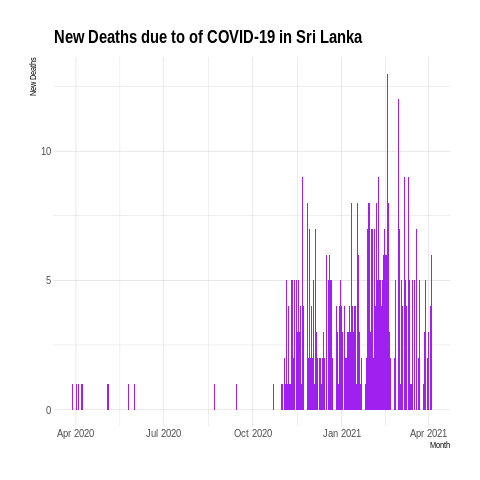 New Deaths due to of COVID-19 in Sri Lanka
New Deaths
10
5
0
Apr 2020 Jul 2020 Oct 2020 Jan 2021 Apr 2021
Month